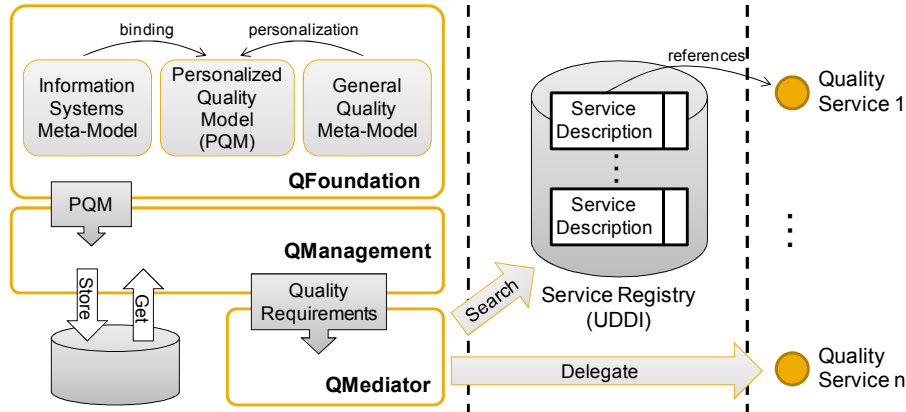 binding
personalization
Information
Systems
Meta-Model
Personalized
Quality
Model
(PQM)
General
Quality
Meta-Model
QFoundation
PQM
QManagement
Store
Get
Quality
Requirements
QMediator
Search
Delegate
references
Service
Description
Service
Description
Service Registry
(UDDI)
Quality
Service 1
Quality
Service n